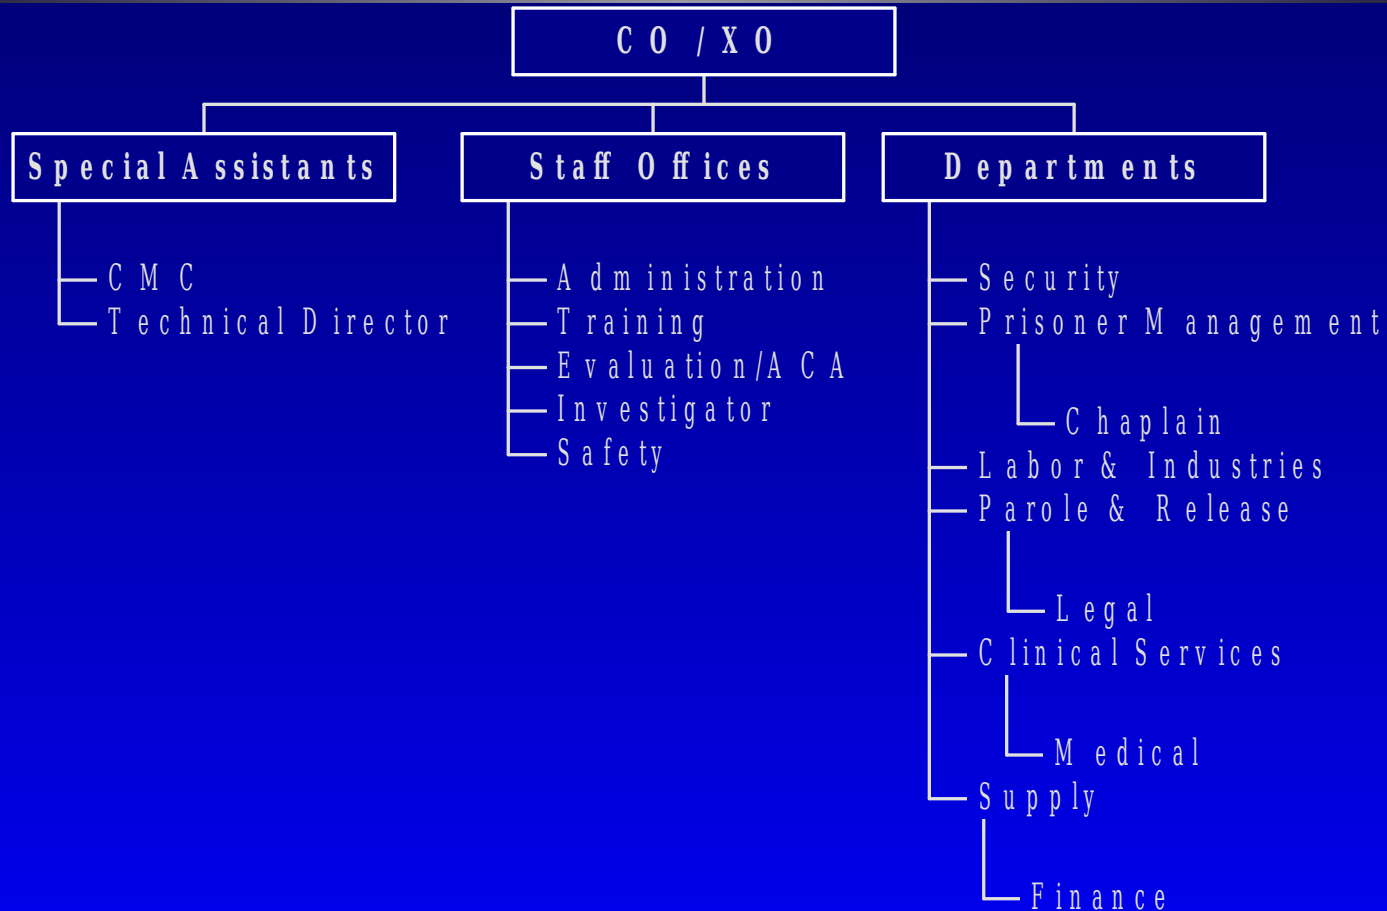 CO/XO
Special Assistants
CMC
Technical Director
Staff Offices
Administration
Training
Evaluation/ACA
Investigator
Safety
Departments
Security
Prisoner Management
Chaplain
Labor & Industries
Parole & Release
Legal
Clinical Services
Medical
Supply
Finance